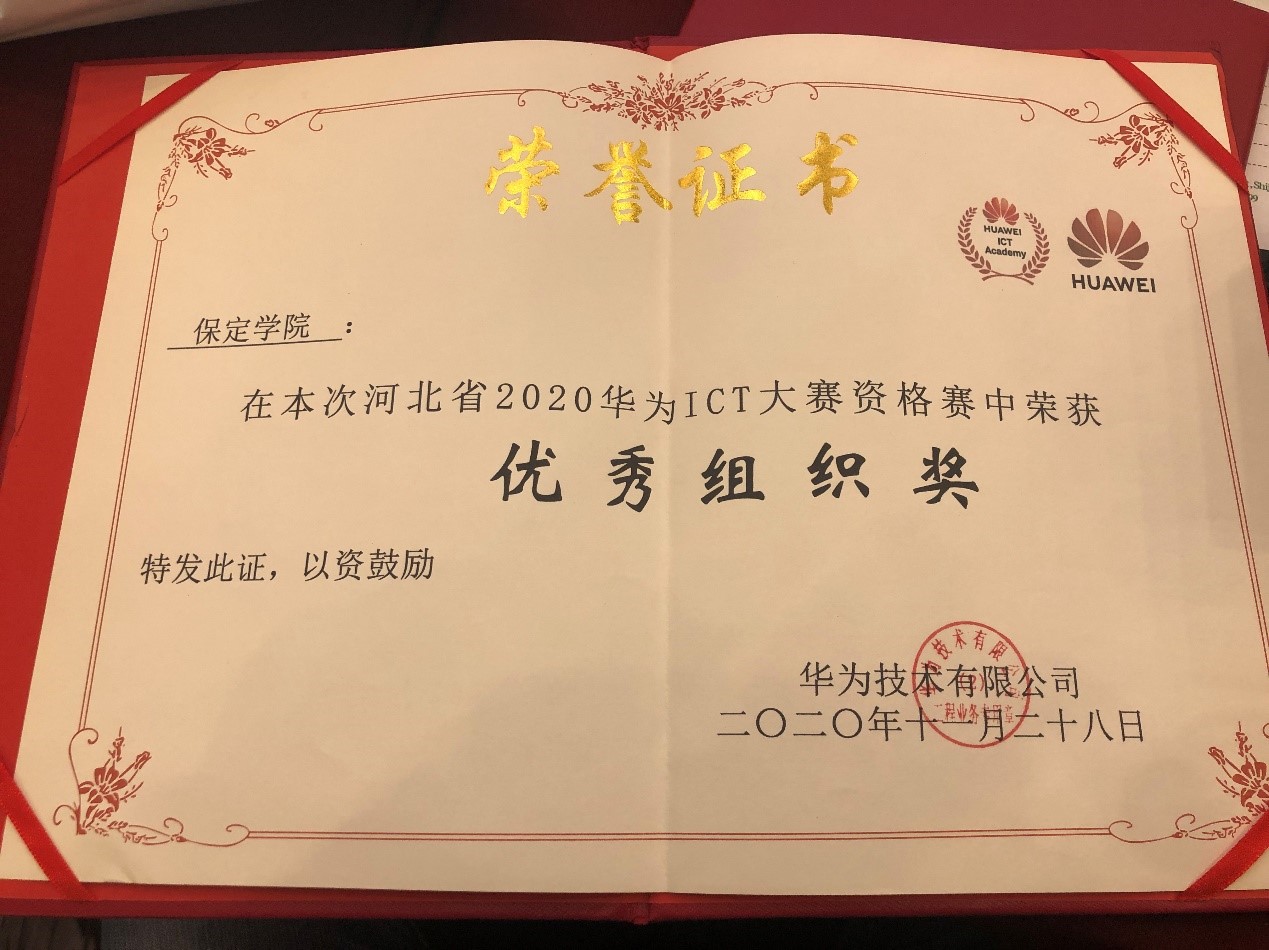 荣誉证书
HUAWEI
ICT
Academy
HUAWEI
保定学院：
在本次河北省2020华为ICT大赛资格赛中荣获
优秀组织奖
特发此证，以资鼓励
华为技术有限公司
二〇二〇年十一月二十八日